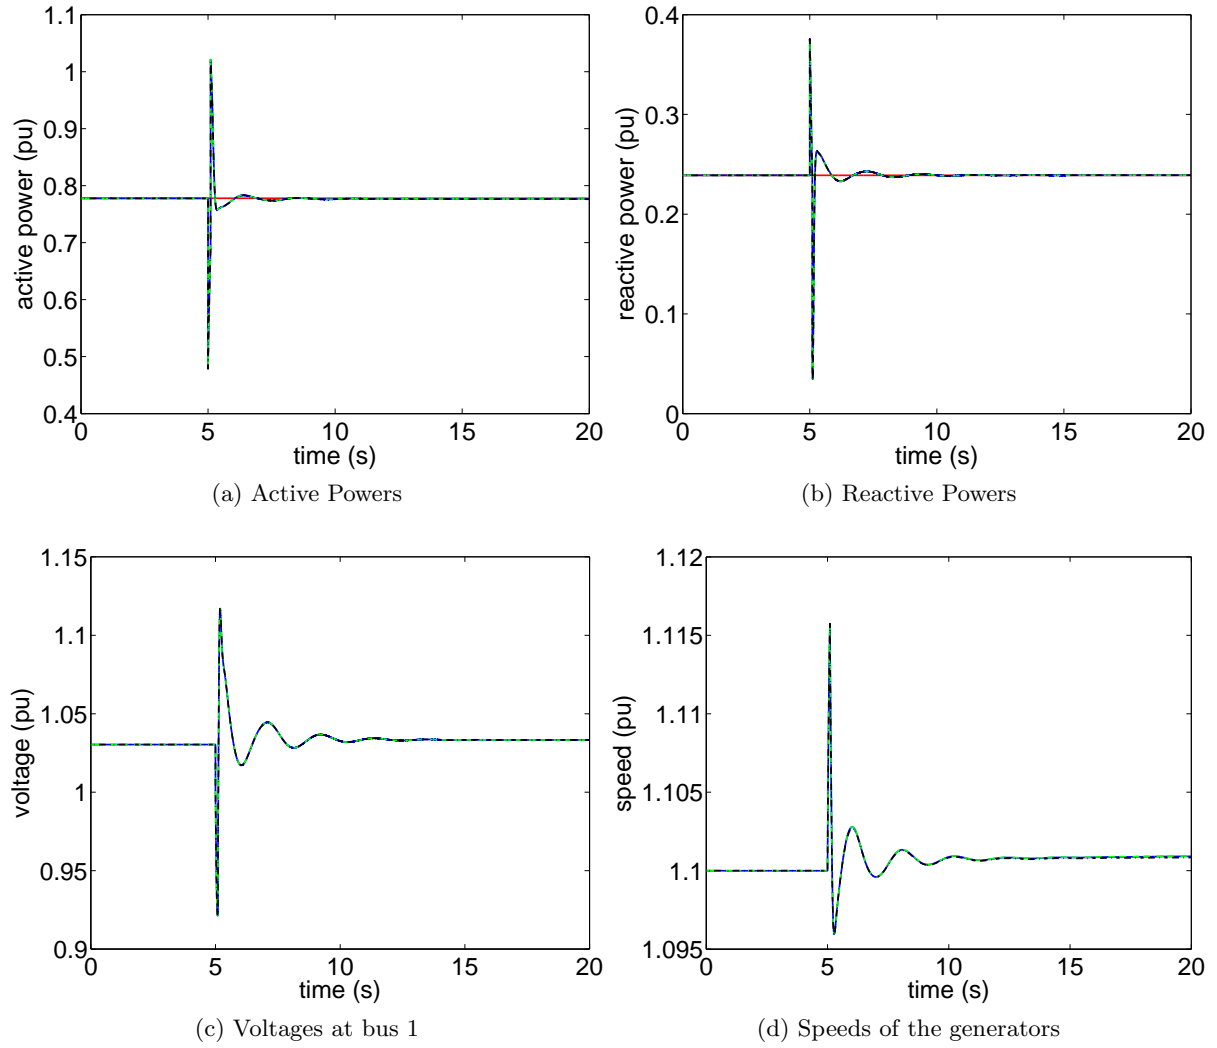 1.1
1
0.9
0.8
0.7
0.6
0.5
0.4
active power (pu)
0 5 10 15 20
time (s)
(a) Active Powers
0.4
0.3
0.2
0.1
0
reactive power (pu)
0 5 10 15 20
time (s)
(b) Reactive Powers
1.15
1.1
1.05
1
0.95
0.9
voltage (pu)
0 5 10 15 20
time (s)
(c) Voltages at bus 1
1.12
1.115
1.11
1.105
1.1
1.095
speed (pu)
0 5 10 15 20
time (s)
(d) Speeds of the generators